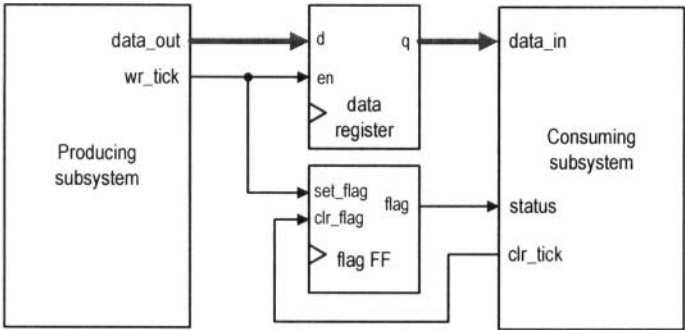 data_out
wr_tick
Producing
subsystem
d
q
en
data
register
set_flag
clr_flag
flag
flag FF
data_in
Consuming
subsystem
status
clr_tick